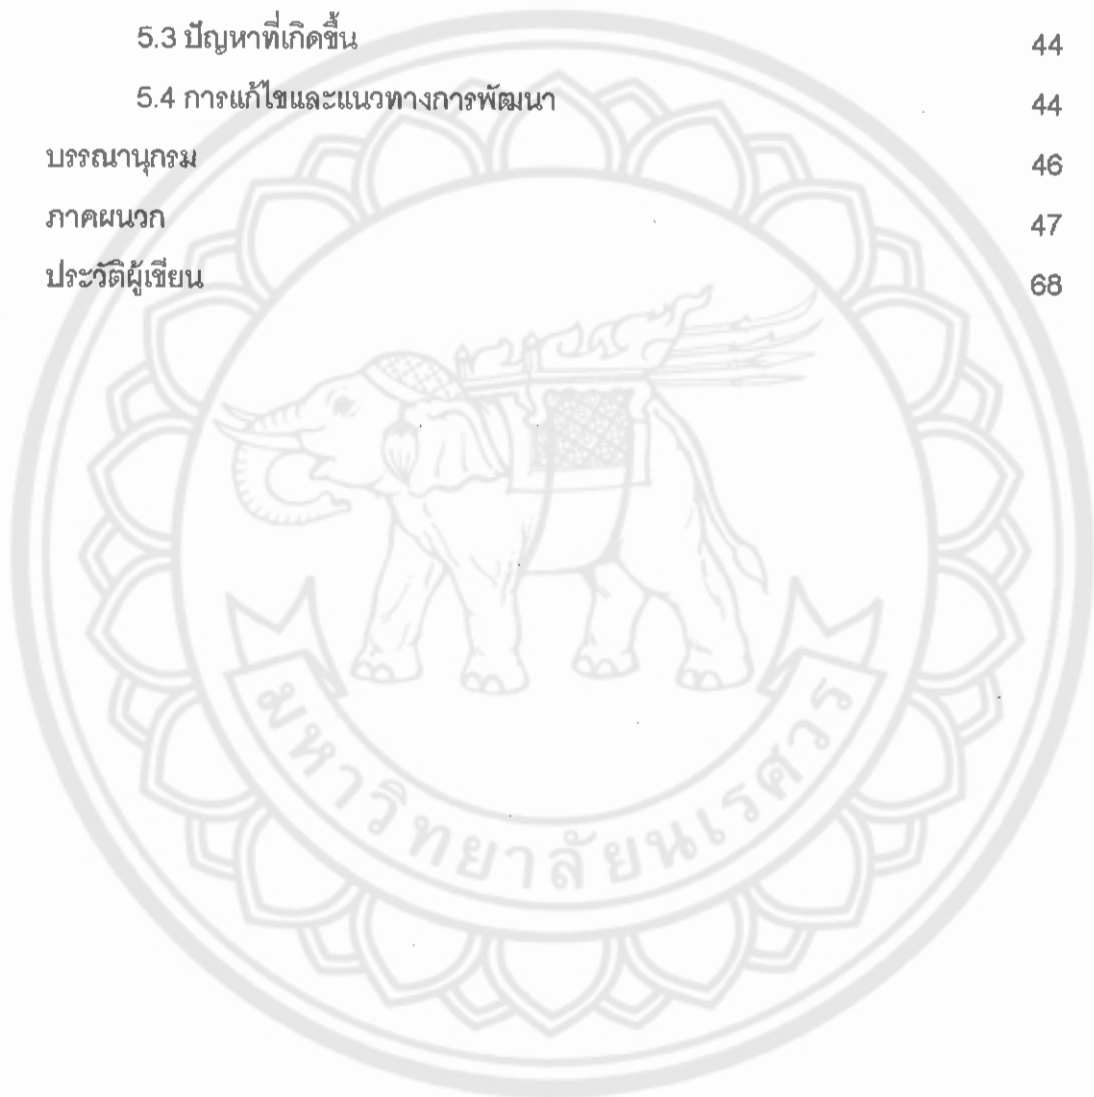 5.3 ปัญหาที่เกิดขึ้น 44
5.4 การแก้ไขและแนวทางการพัฒนา 44
บรรณานุกรม 46
ภาคผนวก 47
ประวัติผู้เขียน 68
มหาวิทยาลัยนเรศวร